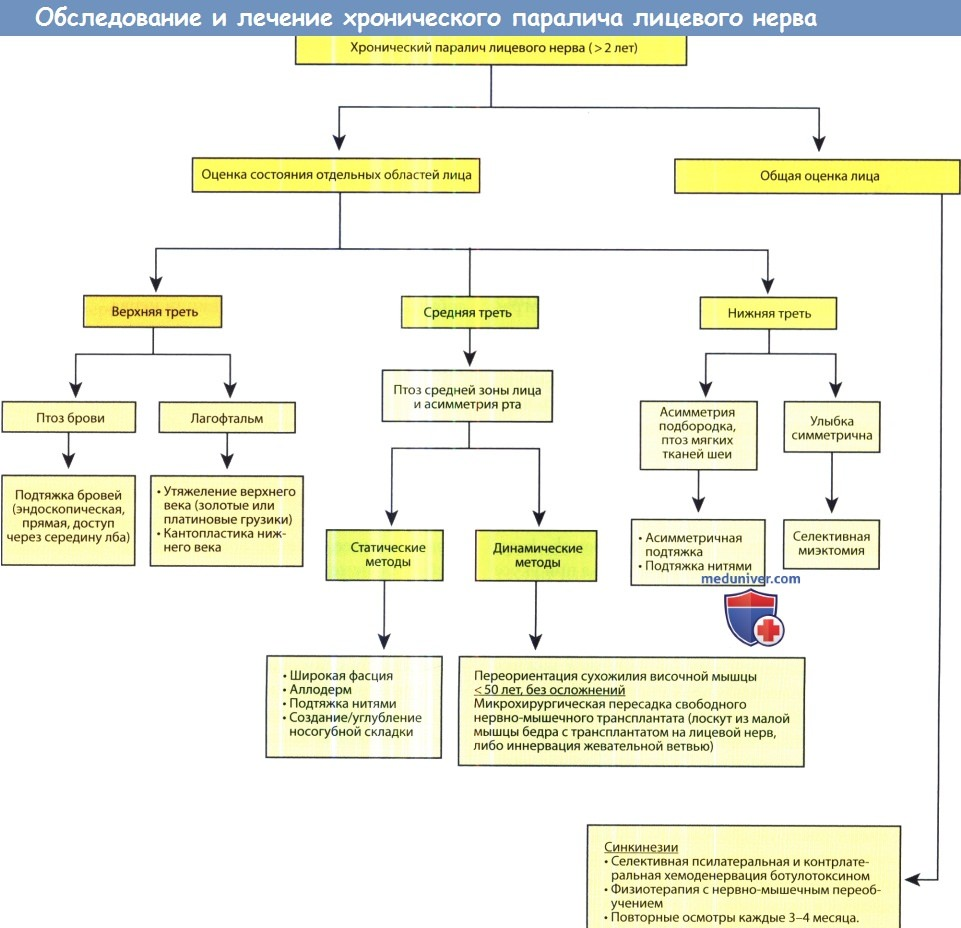 Обследование и лечение хронического паралича лицевого нерва
Хронический паралич лицевого нерва (> 2 лет)
Оценка состояния отдельных областей лица
Общая оценка лица
Верхняя треть
Средняя треть
Нижняя треть
Птоз брови
Лагофтальм
Птоз средней зоны лица
и асимметрия рта
Асимметрия
подбородка,
птоз мягких
тканей шеи
Улыбка
симметрична
Подтяжка бровей
(эндоскопическая,
прямая, доступ
через середину лба)
• Утяжеление верхнего
века (золотые или
платиновые грузики)
• Кантопластика ниж-
него века
Статические
методы
Динамические
методы
• Асимметричная
подтяжка
• Подтяжка нитями
Селективная
миэктомия
meduniver.com
• Широкая фасция
• Аллодерм
• Подтяжка нитями
• Создание/углубление
носогубной складки
Переориентация сухожилия височной мышцы
< 50 лет, без осложнений
Микрохирургическая пересадка свободного
нервно-мышечного трансплантата (лоскут из малой
мышцы бедра с трансплантатом на лицевой нерв,
либо иннервация жевательной ветвью)
Синкинезии
• Селективная псилатеральная и контрлате-
ральная хемоденервация ботулотоксином
• Физиотерапия с нервно-мышечным переоб-
учением
• Повторные осмотры каждые 3–4 месяца.